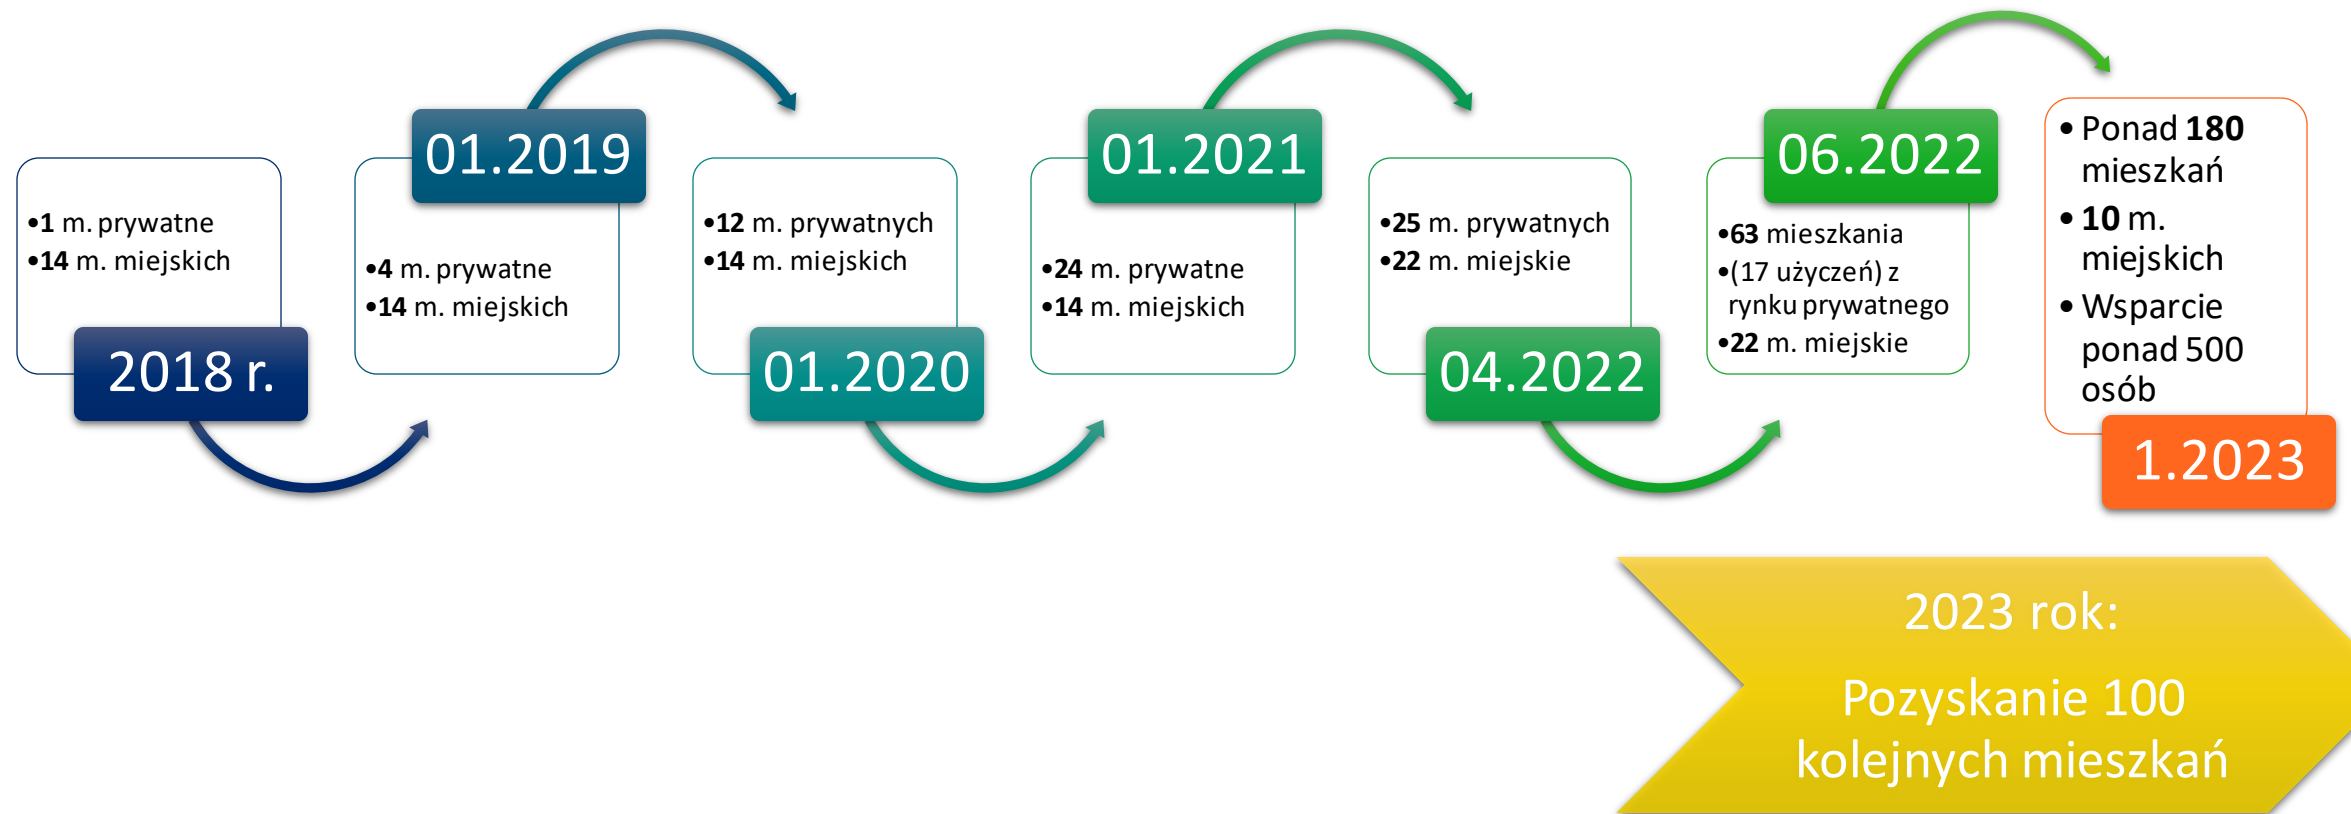 •1 m. prywatne
•14 m. miejskich
2018 r.
01.2019
•4 m. prywatne
•14 m. miejskich
•12 m. prywatnych
•14 m. miejskich
01.2020
01.2021
•24 m. prywatne
•14 m. miejskich
•25 m. prywatnych
•22 m. miejskie
04.2022
06.2022
•63 mieszkania
•(17 użyczeń) z
rynku prywatnego
•22 m. miejskie
• Ponad 180
mieszkań
• 10 m.
miejskich
• Wsparcie
ponad 500
osób
1.2023
2023 rok:
Pozyskanie 100
kolejnych mieszkań